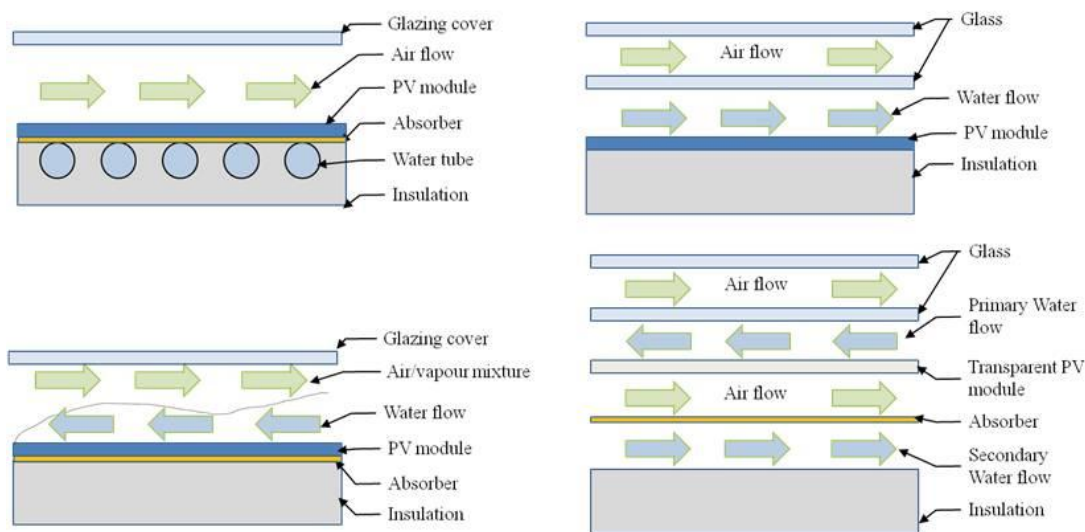 Glazing cover
Air flow
PV module
Absorber
Water tube
Insulation
Glass
Air flow
Water flow
PV module
Insulation
Glazing cover
Air/vapour mixture
Water flow
PV module
Absorber
Insulation
Glass
Air flow
Primary Water
flow
Transparent PV
module
Air flow
Absorber
Secondary
Water flow
Insulation